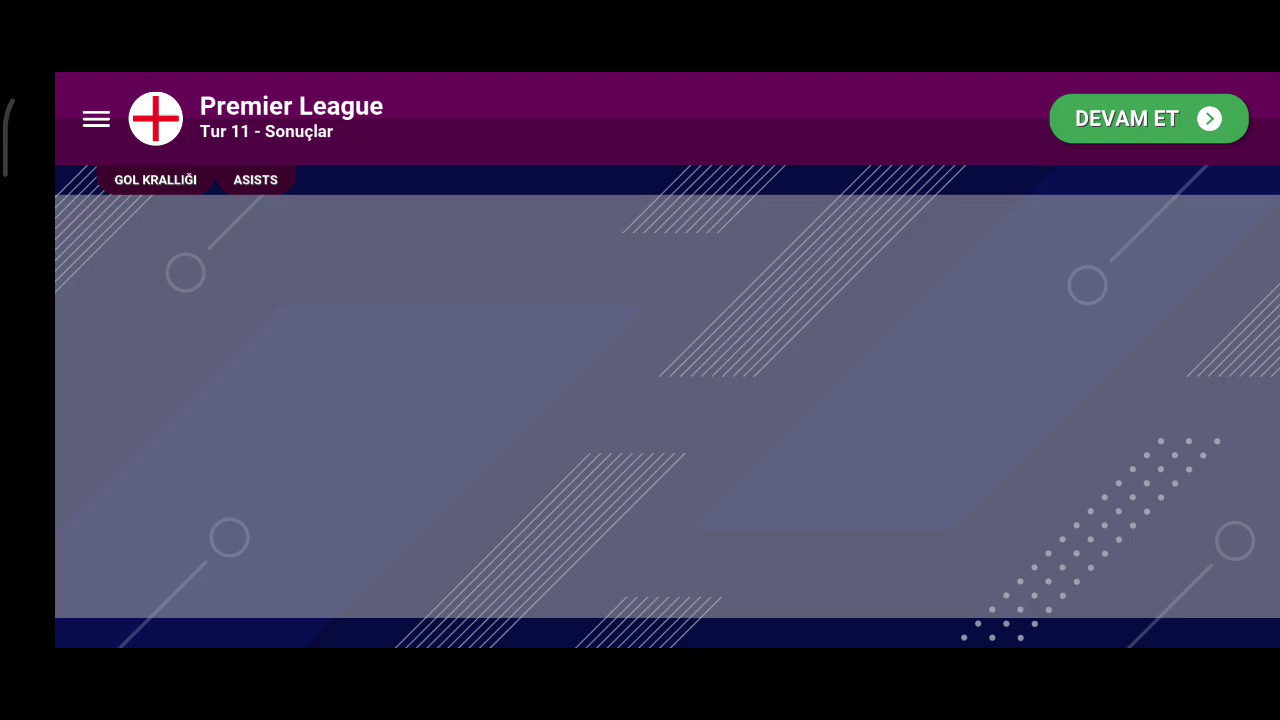 Premier League
Tur 11 - Sonuçlar
DEVAM ET
GOL KRALLIĞI
ASISTS